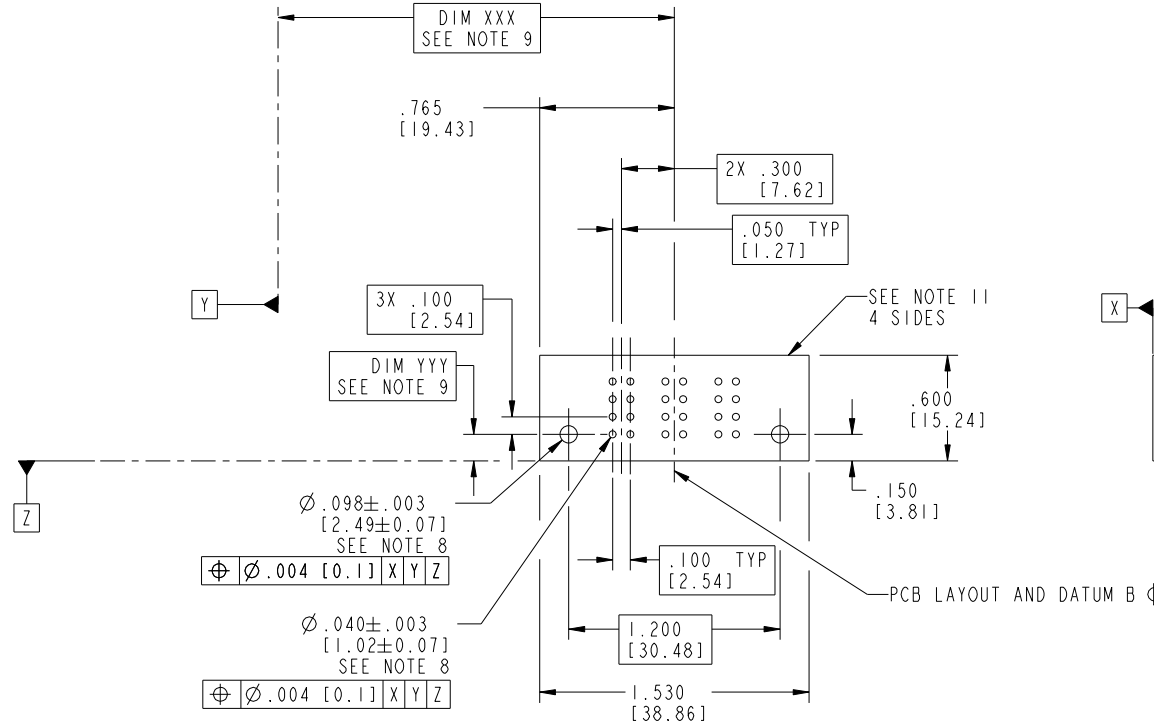 DIM XXX
SEE NOTE 9
.765
[19.43]
2X .300
[7.62]
.050 TYP
[1.27]
Y
3X .100
[2.54]
SEE NOTE 11
4 SIDES
X
DIM YYY
SEE NOTE 9
.600
[15.24]
Z
.150
[3.81]
Ø.098±.003
[2.49±0.07]
SEE NOTE 8
⌖ Ø.004 [0.1] X Y Z
.100 TYP
[2.54]
PCB LAYOUT AND DATUM B
Ø.040±.003
[1.02±0.07]
SEE NOTE 8
⌖ Ø.004 [0.1] X Y Z
1.200
[30.48]
1.530
[38.86]